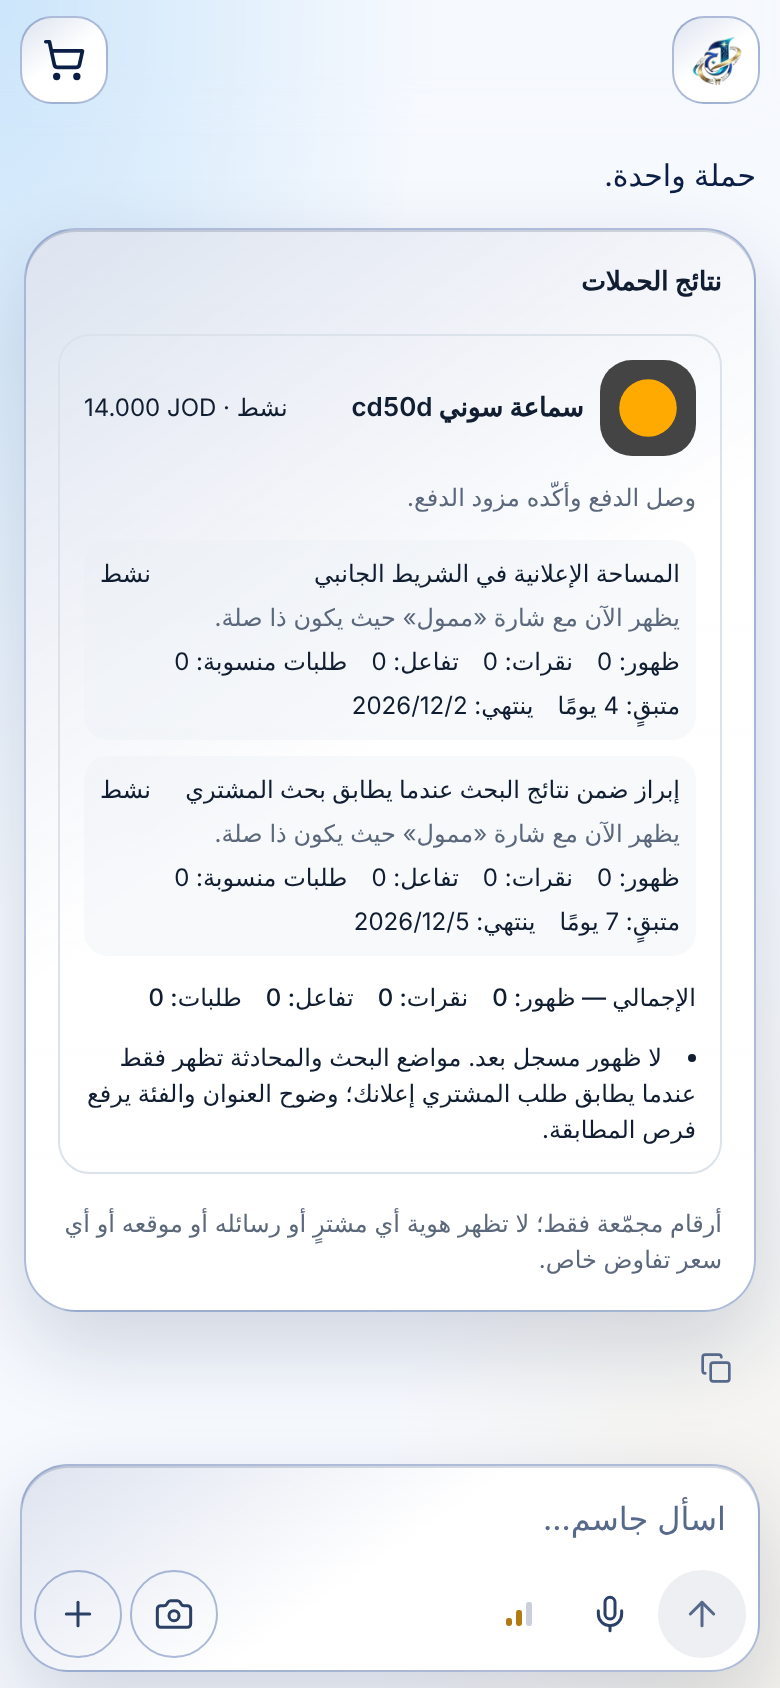 حملة واحدة.
نتائج الحملات
سماعة سوني cd50d
نشط · 14.000 JOD
وصل الدفع وأكّده مزود الدفع.
المساحة الإعلانية في الشريط الجانبي
نشط
يظهر الآن مع شارة «ممول» حيث يكون ذا صلة.
ظهور: 0 نقرات: 0 تفاعل: 0 طلبات منسوبة: 0
متبقٍ: 4 يومًا ينتهي: 2026/12/2
إبراز ضمن نتائج البحث عندما يطابق بحث المشتري
نشط
يظهر الآن مع شارة «ممول» حيث يكون ذا صلة.
ظهور: 0 نقرات: 0 تفاعل: 0 طلبات منسوبة: 0
متبقٍ: 7 يومًا ينتهي: 2026/12/5
الإجمالي — ظهور: 0 نقرات: 0 تفاعل: 0 طلبات: 0
• لا ظهور مسجل بعد. مواضع البحث والمحادثة تظهر فقط
عندما يطابق طلب المشتري إعلانك؛ وضوح العنوان والفئة يرفع
فرص المطابقة.
أرقام مجمّعة فقط؛ لا تظهر هوية أي مشترٍ أو رسائله أو موقعه أو أي
سعر تفاوض خاص.
اسأل جاسم...